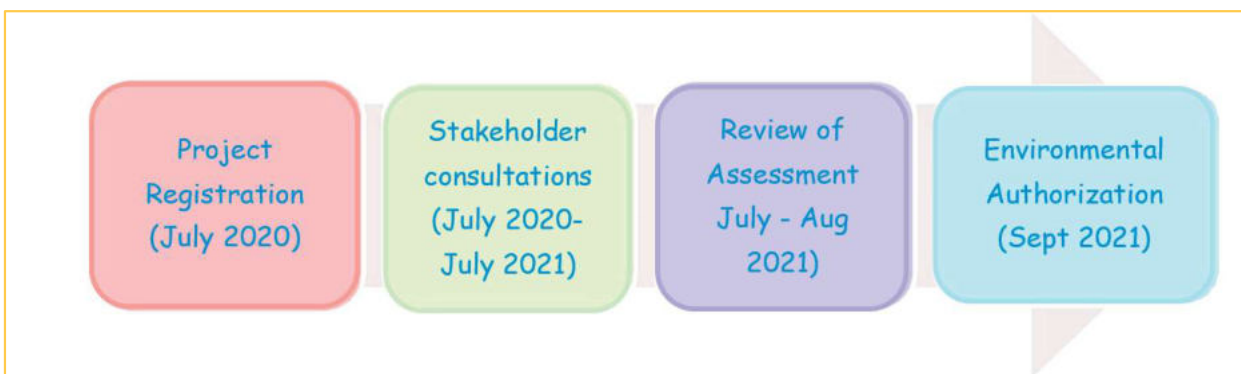 Project
Registration
(July 2020)
Stakeholder
consultations
(July 2020-
July 2021)
Review of
Assessment
July - Aug
2021)
Environmental
Authorization
(Sept 2021)